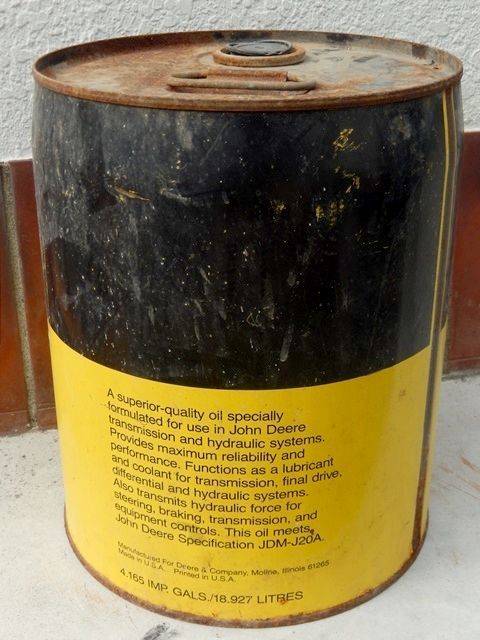 A superior-quality oil specially
formulated for use in John Deere
transmission and hydraulic systems.
Provides maximum reliability and
performance. Functions as a lubricant
and coolant for transmission, final drive,
differential and hydraulic systems.
Also transmits hydraulic force for
steering, braking, transmission, and
equipment controls. This oil meets
John Deere Specification JDM-J20A.
Manufactured For Deere & Company, Moline, Illinois 61265
Made in U.S.A. Printed in U.S.A.
4.165 IMP. GALS./18.927 LITRES